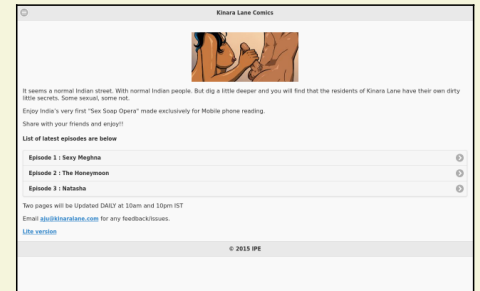 Kinara Lane Comics
It seems a normal Indian street. With normal Indian people. But dig a little deeper and you will find that the residents of Kinara Lane have their own dirty
little secrets. Some sexual, some not.
Enjoy India's very first "Sex Soap Opera" made exclusively for Mobile phone reading.
Share with your friends and enjoy!!
List of latest episodes are below
Episode 1 : Sexy Meghna
Episode 2 : The Honeymoon
Episode 3 : Natasha
Two pages will be Updated DAILY at 10am and 10pm IST
Email aju@kinaralane.com for any feedback/issues.
Lite version
© 2015 IPE